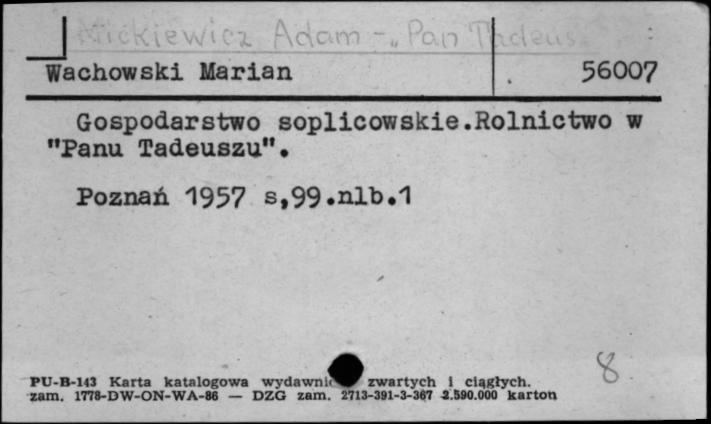 Mickiewicz Adam - „Pan Tadeusz
Wachowski Marian 56007
Gospodarstwo soplicowskie.Rolnictwo w
"Panu Tadeuszu".
Poznań 1957 s,99.nlb.1
8
PU-B-143 Karta katalogowa zwartych i ciągłych.
zam. 1778-DW-ON-WA-86 — DZG zam. 2713-391-3-367 2.590.000 karton